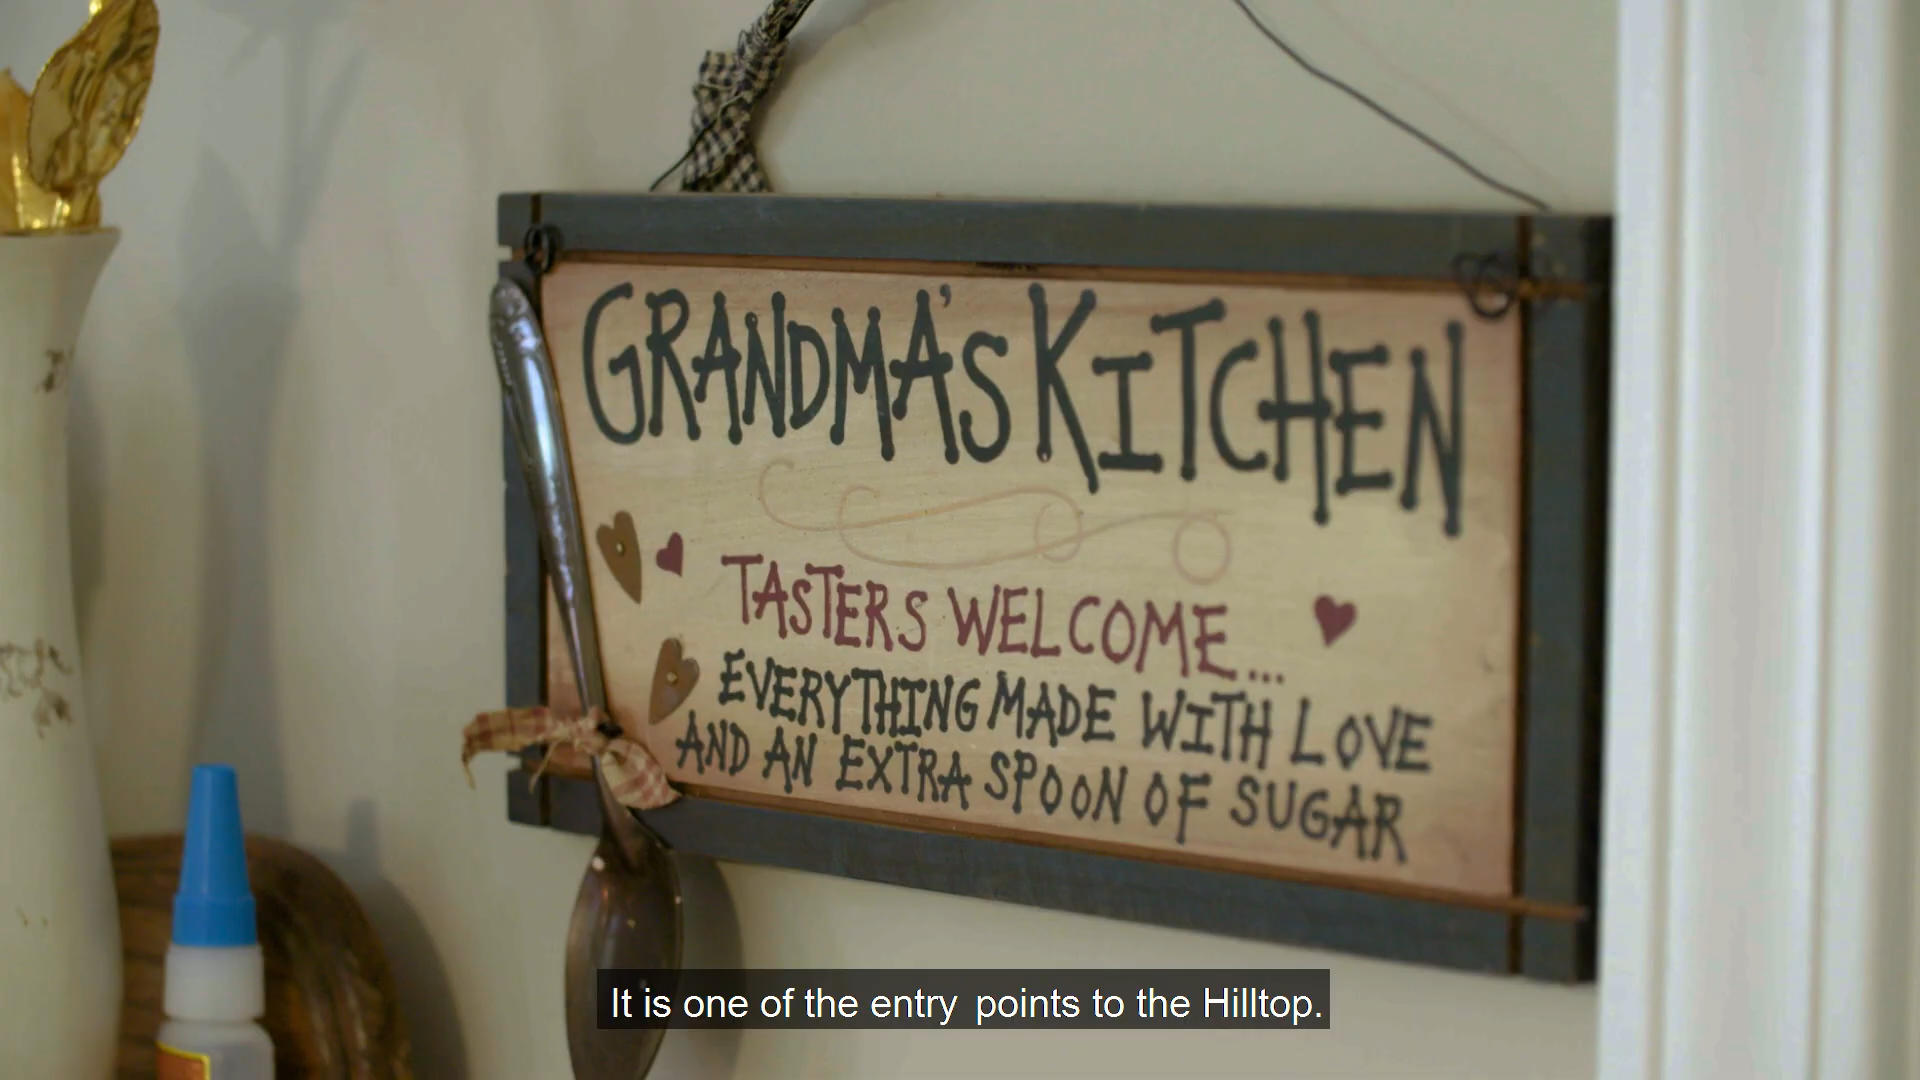 GRANDMA'S KITCHEN
TASTERS WELCOME...
EVERYTHING MADE WITH LOVE
AND AN EXTRA SPOON OF SUGAR
It is one of the entry points to the Hilltop.